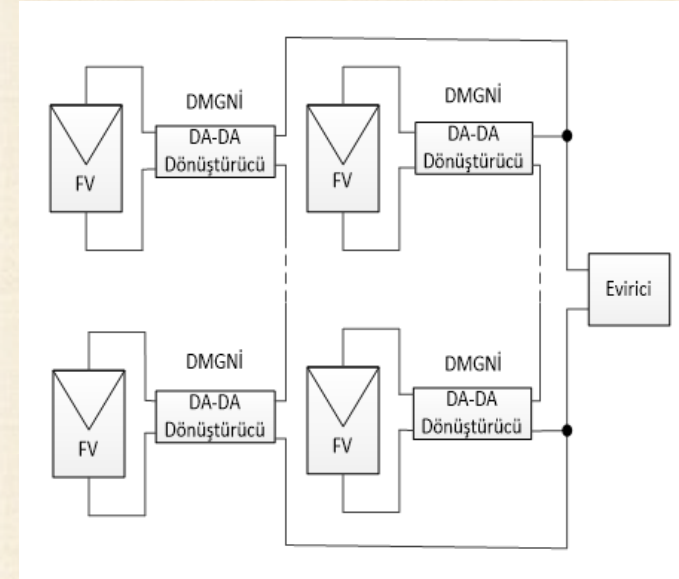 DMGNİ
DA-DA
Dönüştürücü
FV
DMGNİ
DA-DA
Dönüştürücü
FV
Evirici
DMGNİ
DA-DA
Dönüştürücü
FV
DMGNİ
DA-DA
Dönüştürücü
FV